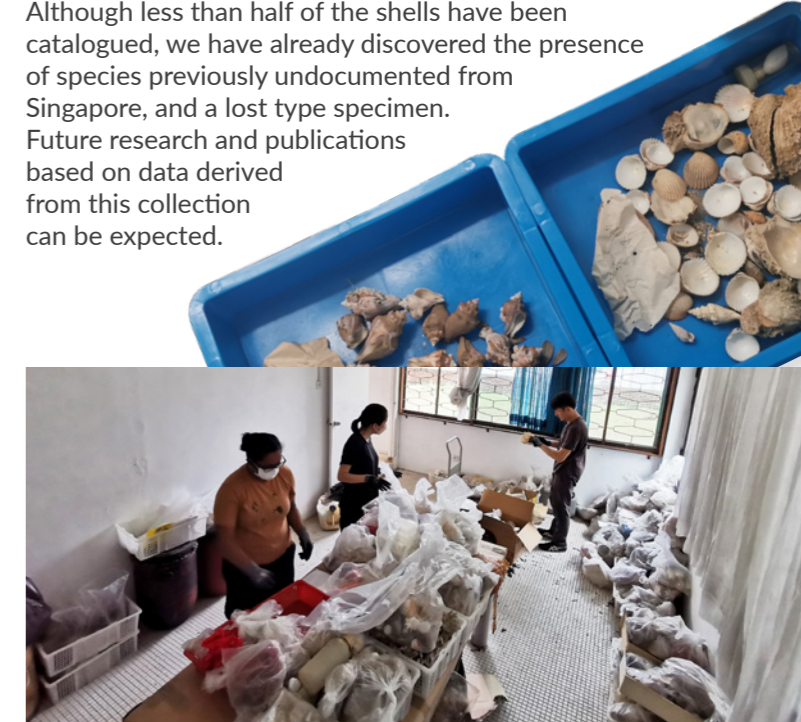 Although less than half of the shells have been
catalogued, we have already discovered the presence
of species previously undocumented from
Singapore, and a lost type specimen.
Future research and publications
based on data derived
from this collection
can be expected.